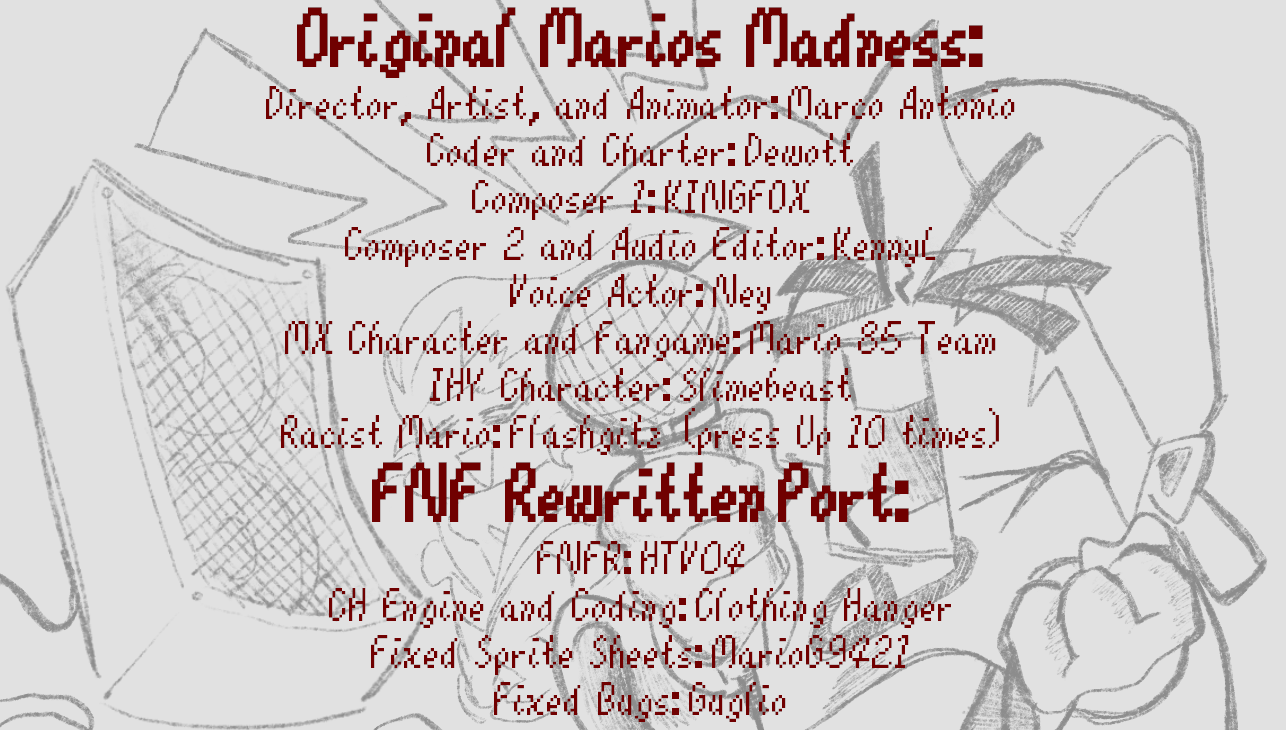 Original Marios Madness:
Director, Artist, and Animator:Marco Antonio
Coder and Charter:Dewott
Composer 1:KINGFOX
Composer 2 and Audio Editor:KennyL
Voice Actor:Ney
MX Character and Fangame:Mario 85 Team
IHY Character:Slimebeast
Racist Mario:Flashgitz (press Up 10 times)
FNF Rewritten Port:
FNFR:HTV04
CH Engine and Coding:Clothing Hanger
Fixed Sprite Sheets:MarioG9421
Fixed Bugs:Guglio